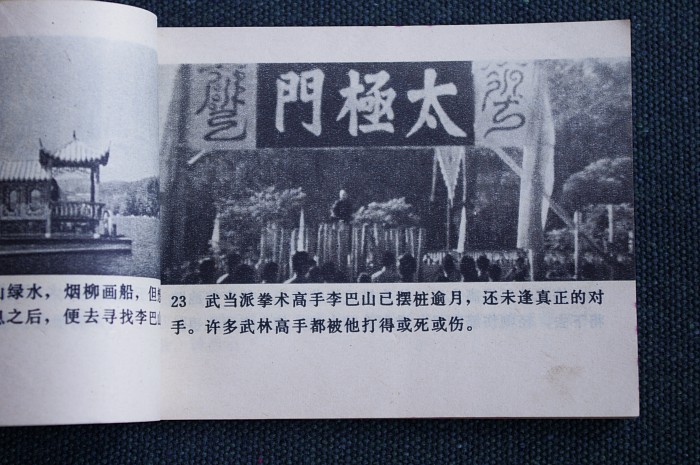 太極門
山绿水，烟柳画船，但
息之后，便去寻找李巴山
23 武当派拳术高手李巴山已摆桩逾月，还未逢真正的对
手。许多武林高手都被他打得或死或伤。